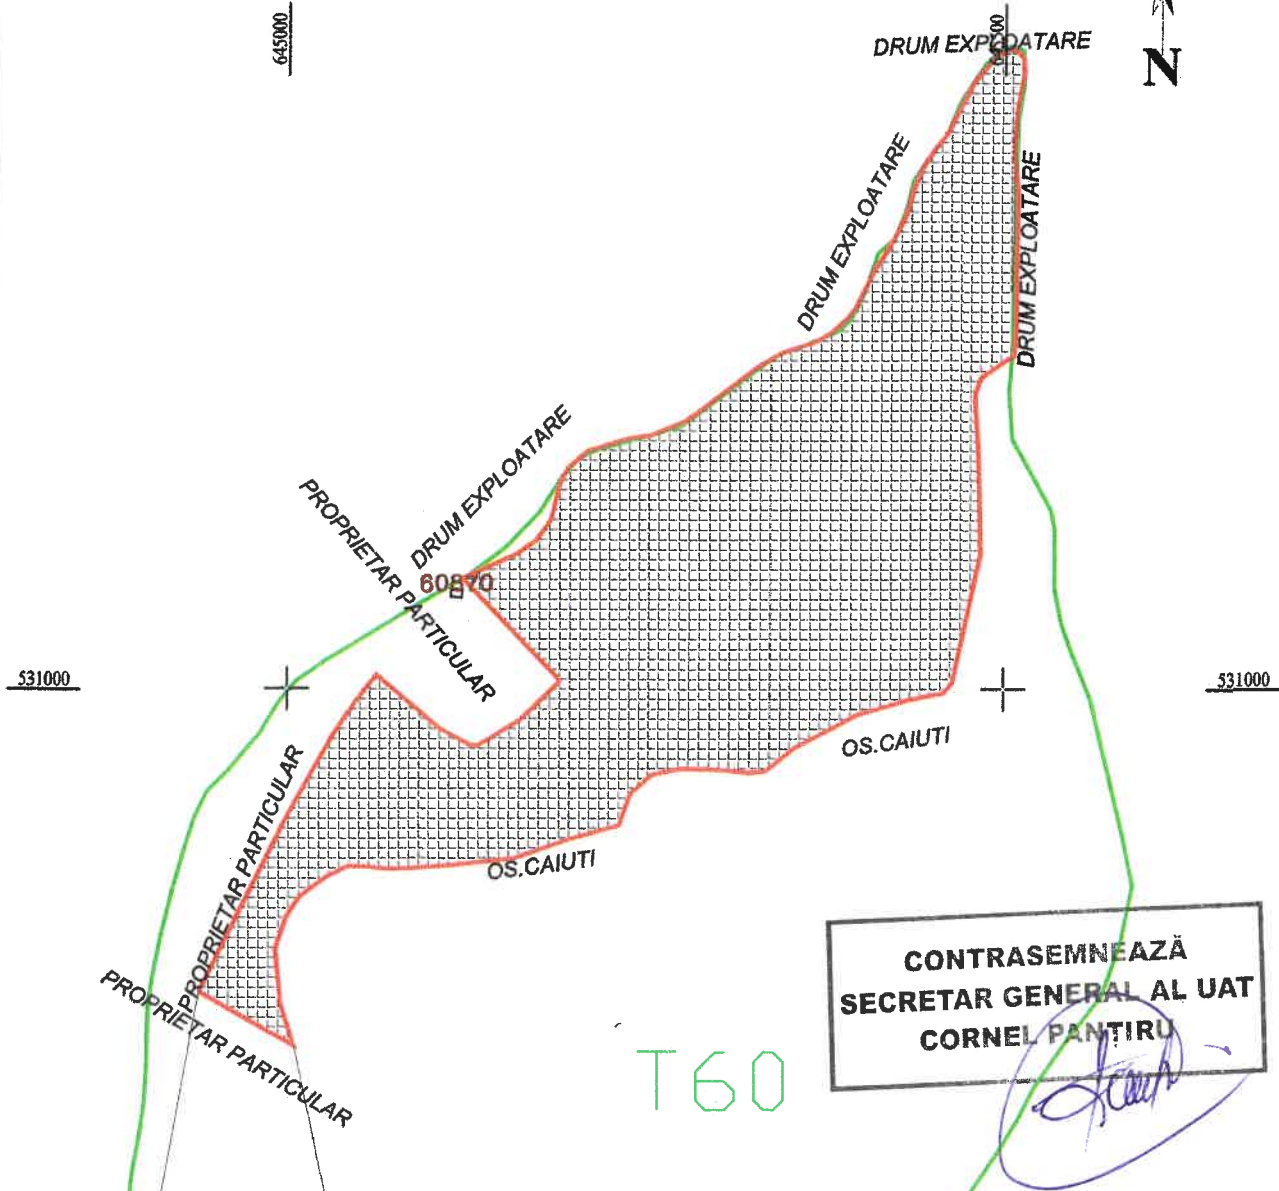 645000
DRUM EXPLOATARE
N
DRUM EXPLOATARE
DRUM EXPLOATARE
DRUM EXPLOATARE
PROPRIETAR PARTICULAR
60870
531000
531000
OS.CAIUTI
PROPRIETAR PARTICULAR
OS.CAIUTI
PROPRIETAR PARTICULAR
CONTRASEMNEAZĂ
SECRETAR GENERAL AL UAT
CORNEL PANȚIRU
T60